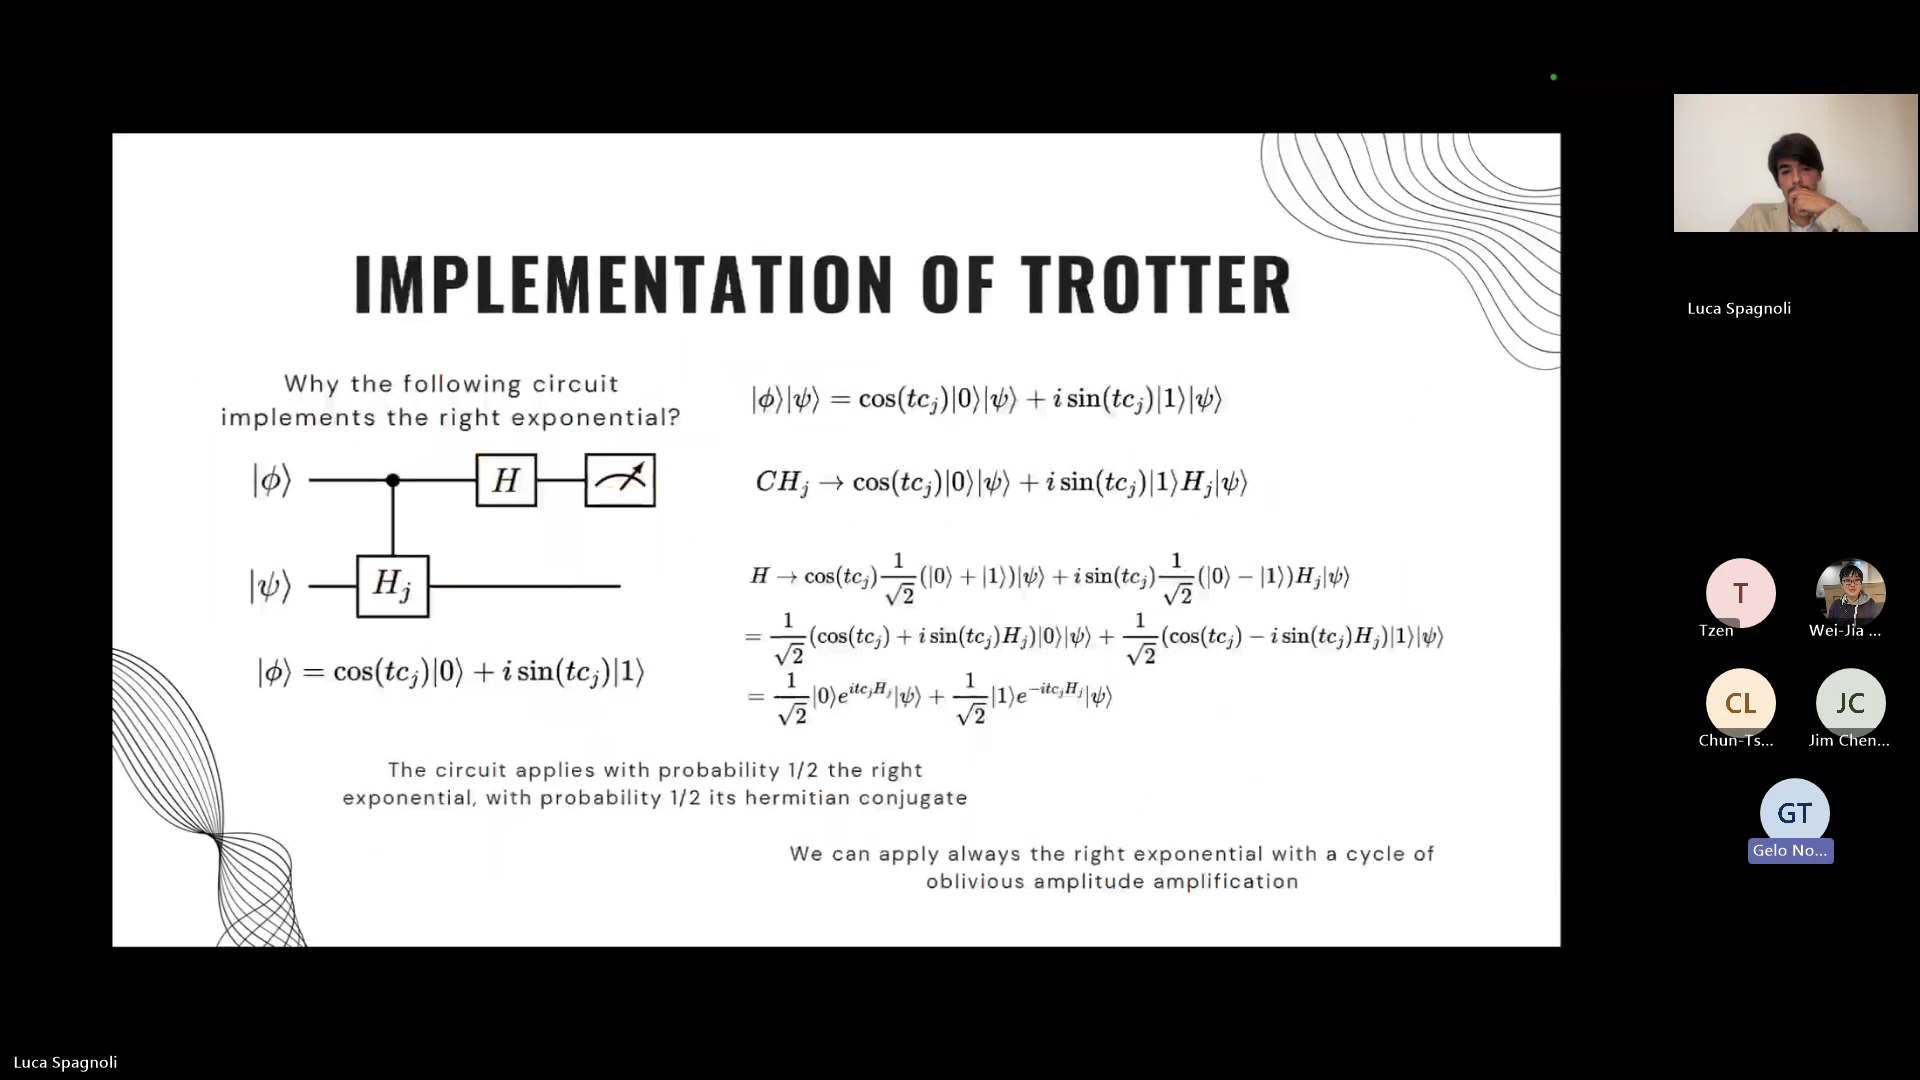 IMPLEMENTATION OF TROTTER
Why the following circuit
implements the right exponential?
|ϕ⟩
H
|ψ⟩
H_j
|ϕ⟩ = cos(tc_j)|0⟩ + i sin(tc_j)|1⟩
|ϕ⟩|ψ⟩ = cos(tc_j)|0⟩|ψ⟩ + i sin(tc_j)|1⟩|ψ⟩
CH_j → cos(tc_j)|0⟩|ψ⟩ + i sin(tc_j)|1⟩H_j|ψ⟩
H → cos(tc_j) 1/√2 (|0⟩ + |1⟩)|ψ⟩ + i sin(tc_j) 1/√2 (|0⟩ − |1⟩)H_j|ψ⟩
= 1/√2 (cos(tc_j) + i sin(tc_j)H_j)|0⟩|ψ⟩ + 1/√2 (cos(tc_j) − i sin(tc_j)H_j)|1⟩|ψ⟩
= 1/√2 |0⟩e^{itc_jH_j}|ψ⟩ + 1/√2 |1⟩e^{−itc_jH_j}|ψ⟩
The circuit applies with probability 1/2 the right
exponential, with probability 1/2 its hermitian conjugate
We can apply always the right exponential with a cycle of
oblivious amplitude amplification
Luca Spagnoli
T
Tzen
Wei-Jia ...
CL
Chun-Ts...
JC
Jim Chen...
GT
Gelo No...
Luca Spagnoli